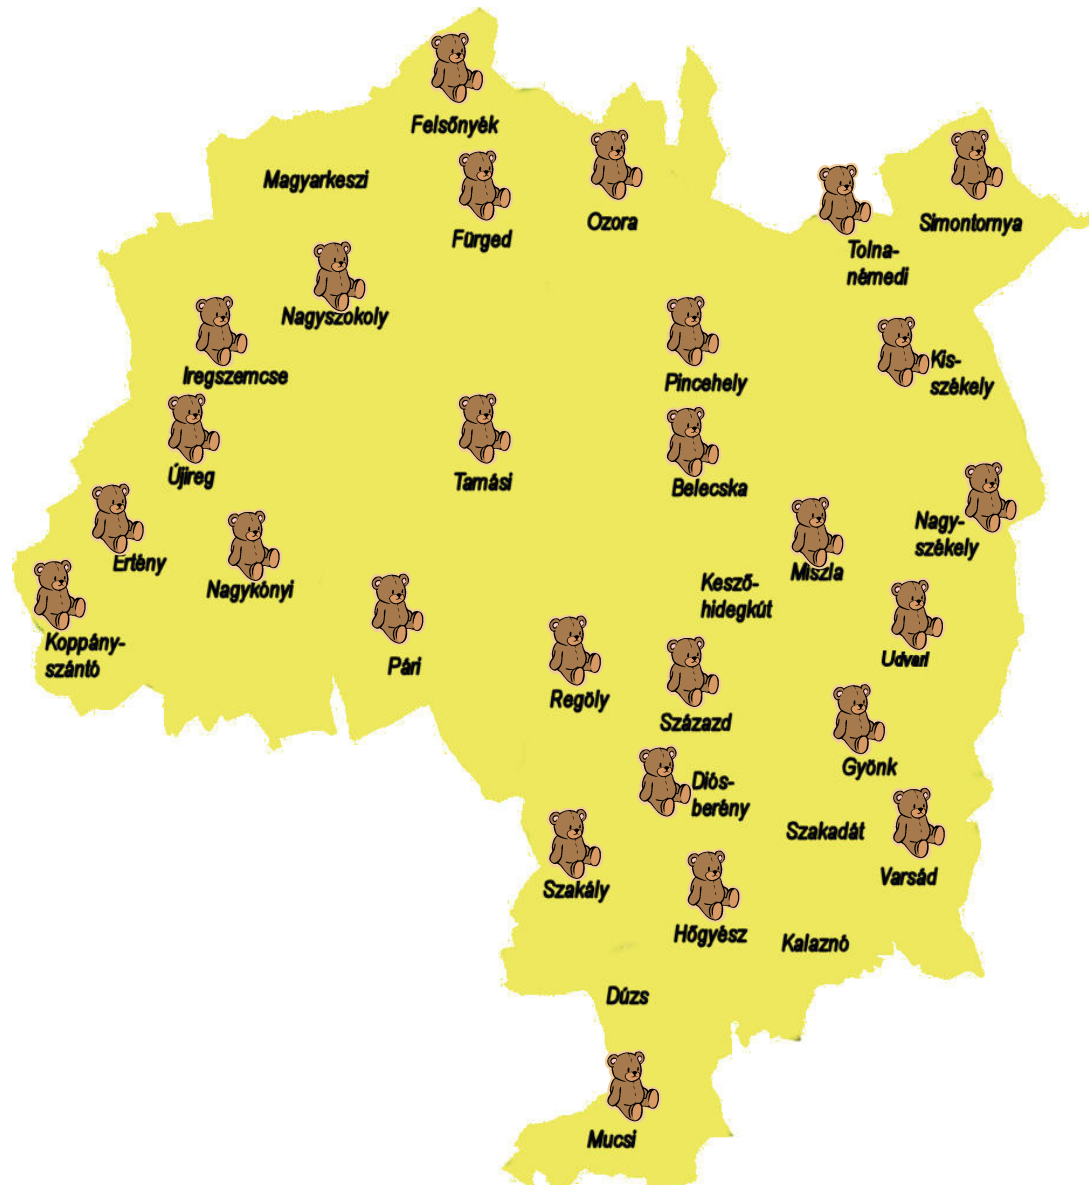 Felsőnyék
Magyarkeszi
Ozora
Simontornya
Fürged
Tolna-
némedi
Nagyszokoly
Iregszemcse
Pincehely
Kis-
székely
Újireg
Tamási
Belecska
Nagy-
székely
Értény
Nagykónyi
Miszla
Kesző-
hidegkút
Koppány-
szántó
Pári
Udvari
Regöly
Százazd
Gyönk
Diós-
berény
Szakadát
Varsád
Szakály
Hőgyész
Kalaznó
Dúzs
Mucsi